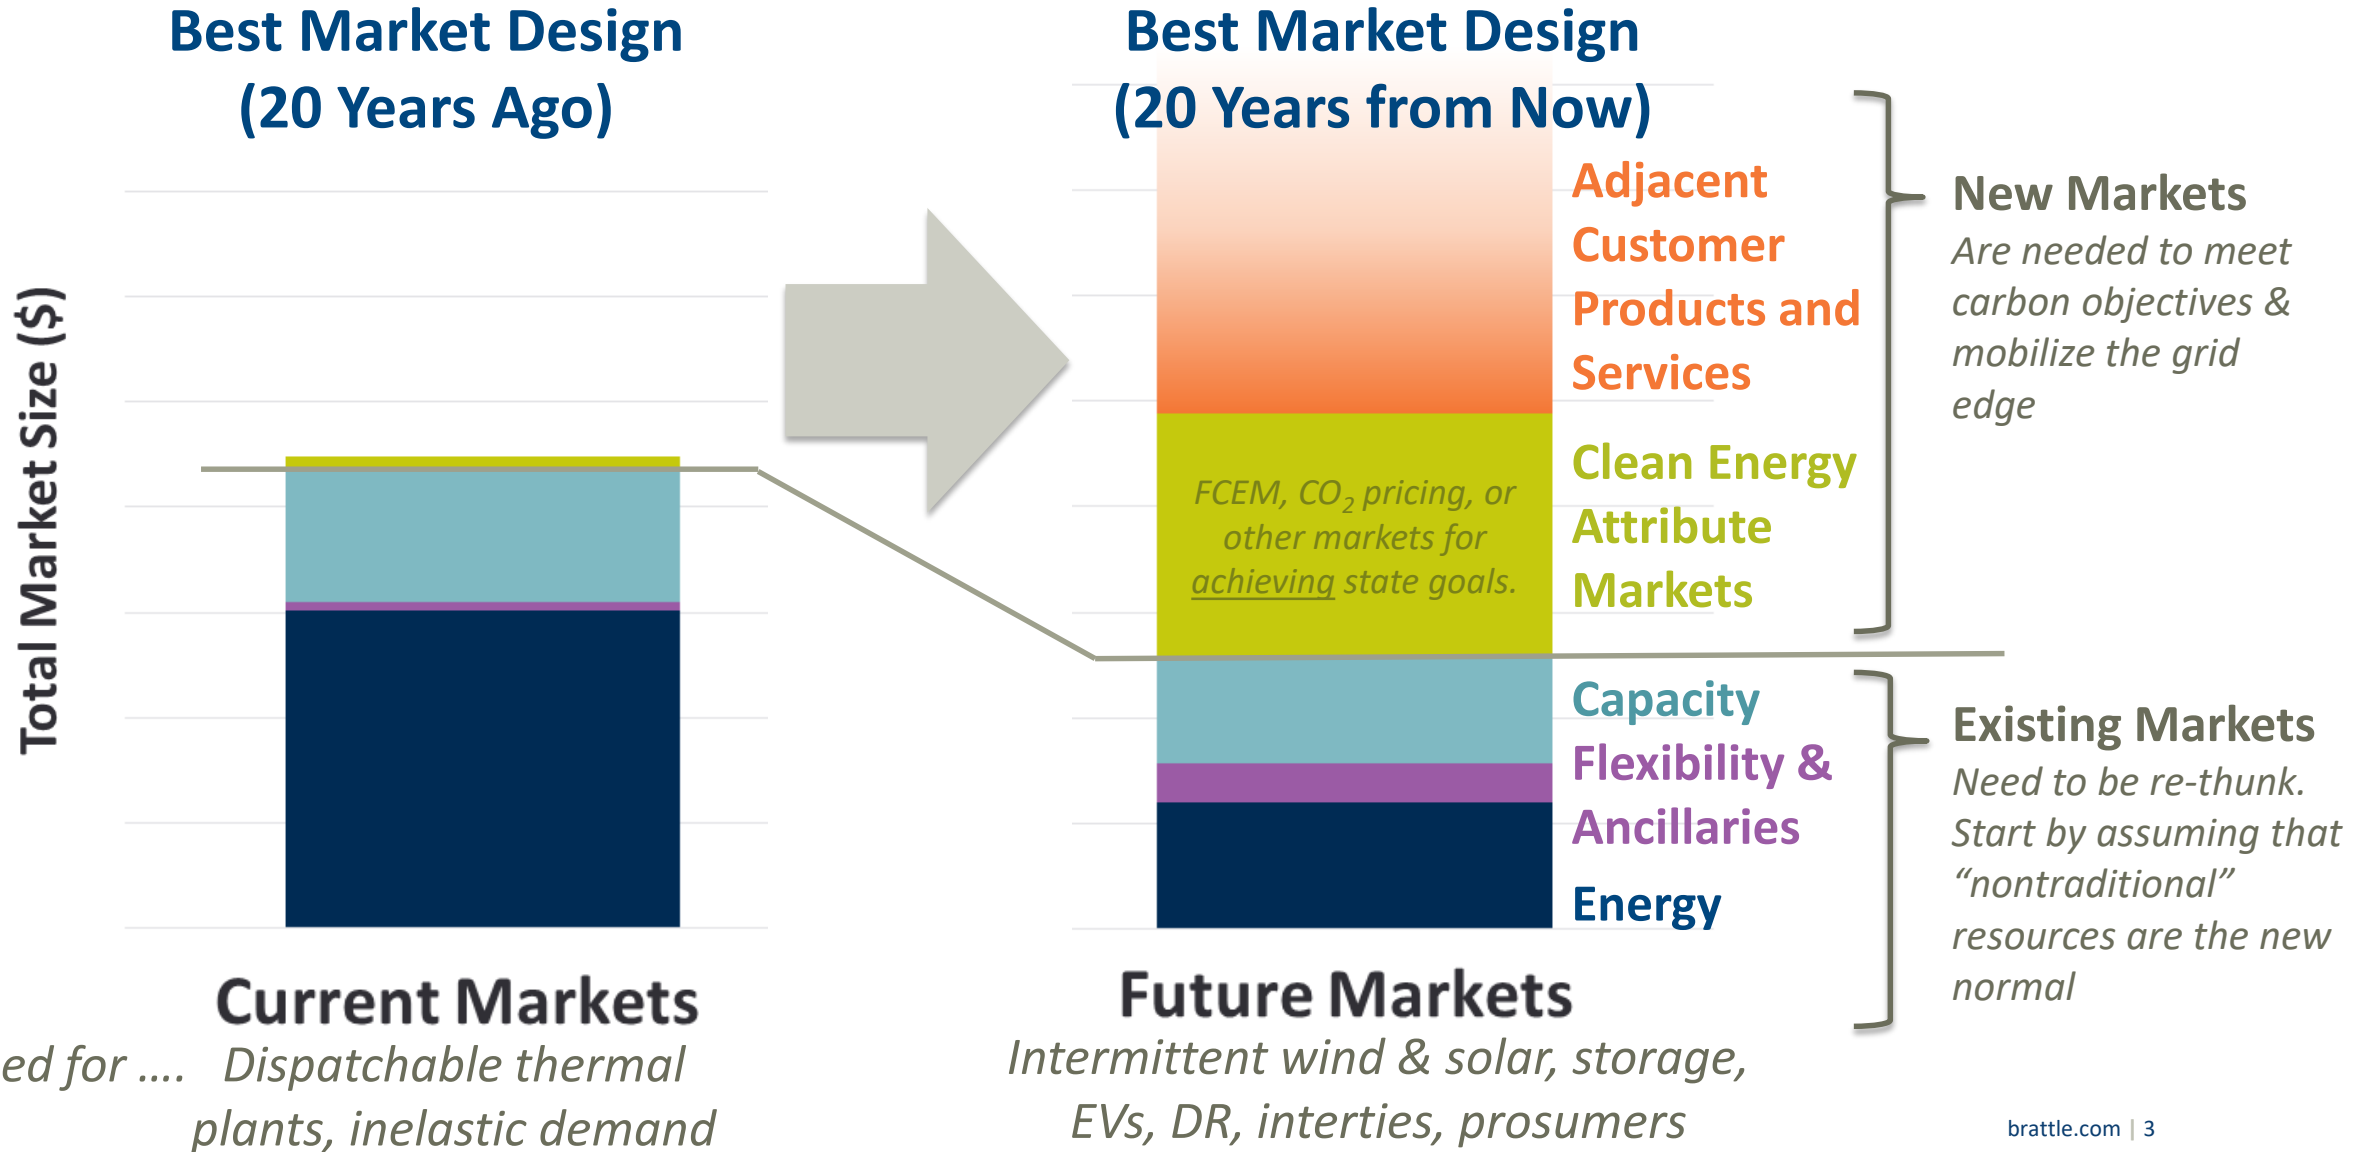 Best Market Design
(20 Years Ago)
Best Market Design
(20 Years from Now)
Total Market Size ($)
Adjacent
Customer
Products and
Services
Clean Energy
Attribute
Markets
FCEM, CO2 pricing, or
other markets for
achieving state goals.
Capacity
Flexibility &
Ancillaries
Energy
New Markets
Are needed to meet
carbon objectives &
mobilize the grid
edge
Existing Markets
Need to be re-thunk.
Start by assuming that
“nontraditional”
resources are the new
normal
Current Markets
ed for .... Dispatchable thermal
plants, inelastic demand
Future Markets
Intermittent wind & solar, storage,
EVs, DR, interties, prosumers
brattle.com | 3